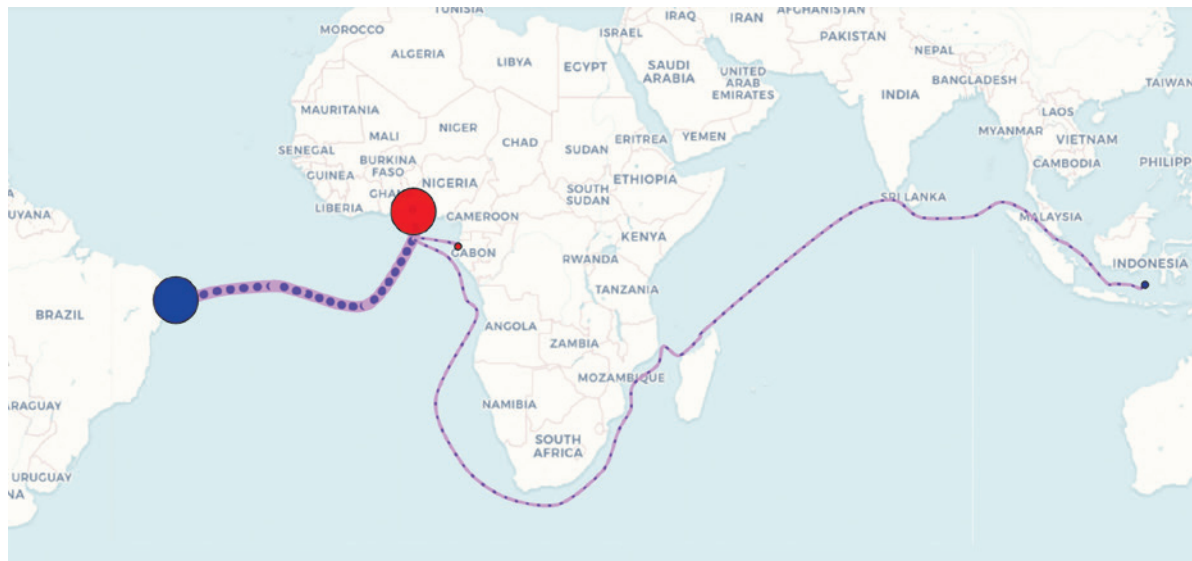 TUNISIA
MOROCCO
ALGERIA
LIBYA
EGYPT
ISRAEL
IRAQ
IRAN
AFGHANISTAN
PAKISTAN
NEPAL
SAUDI
ARABIA
UNITED
ARAB
EMIRATES
INDIA
BANGLADESH
TAIWAN
MAURITANIA
MALI
NIGER
CHAD
SUDAN
ERITREA
YEMEN
MYANMAR
LAOS
VIETNAM
SENEGAL
BURKINA
FASO
GUINEA
GHAN
NIGERIA
ETHIOPIA
CAMBODIA
PHILIPP
LIBERIA
CAMEROON
SOUTH
SUDAN
SRI LANKA
MALAYSIA
UYANA
GABON
KENYA
RWANDA
TANZANIA
INDONESIA
BRAZIL
ANGOLA
ZAMBIA
MOZAMBIQUE
NAMIBIA
ARAGUAY
SOUTH
AFRICA
URUGUAY
NA